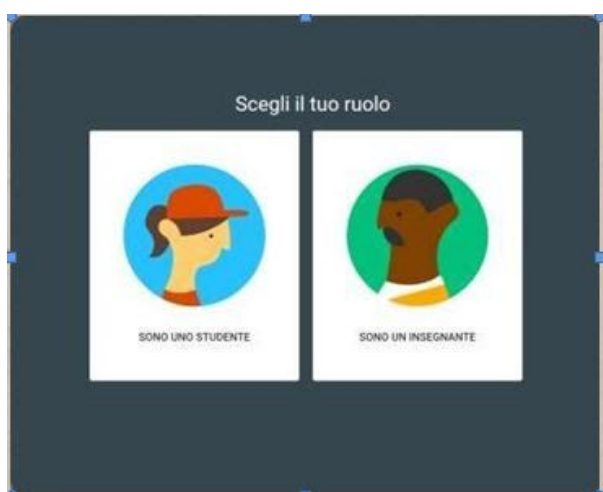 Scegli il tuo ruolo
SONO UNO STUDENTE
SONO UN INSEGNANTE